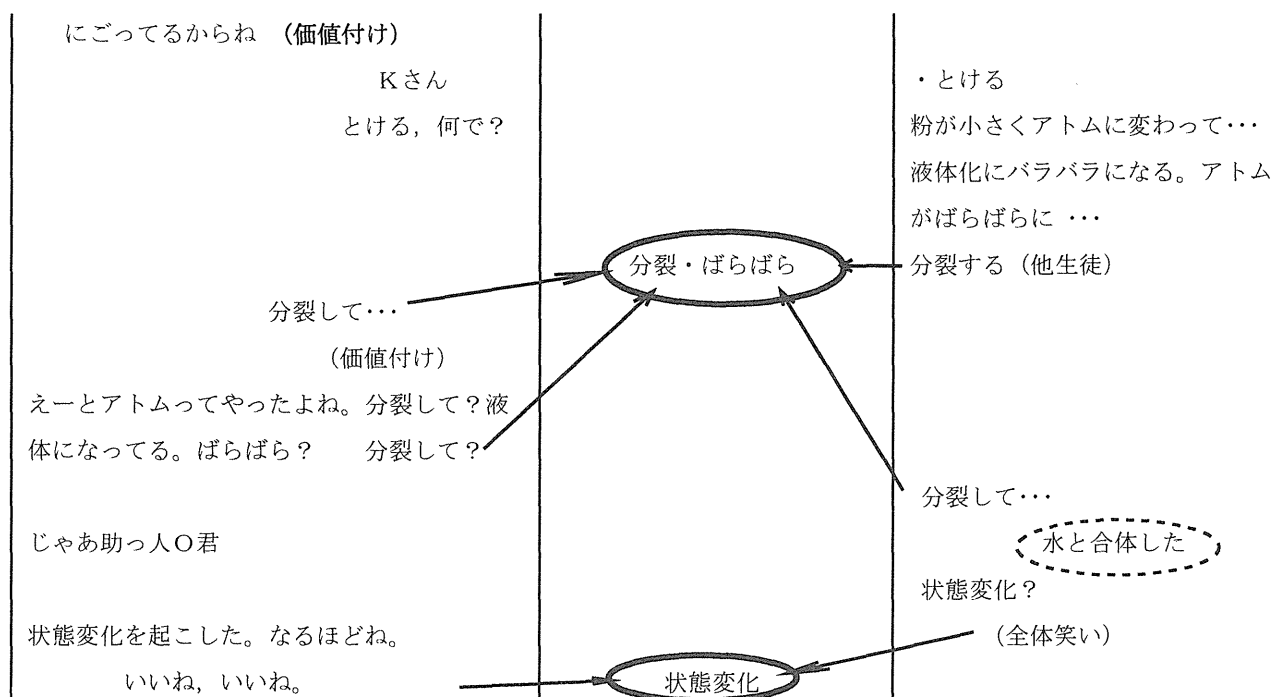 にごってるからね （価値付け）
Kさん
とける，何で？
・とける
粉が小さくアトムに変わって・・・
液体化にバラバラになる。アトム
がばらばらに ・・・
分裂する（他生徒）
分裂・ばらばら
分裂して・・・
（価値付け）
えーとアトムってやったよね。分裂して？液
体になってる。ばらばら？　分裂して？
分裂して・・・
じゃあ助っ人O君
水と合体した
状態変化？
状態変化を起こした。なるほどね。
（全体笑い）
いいね，いいね。
状態変化